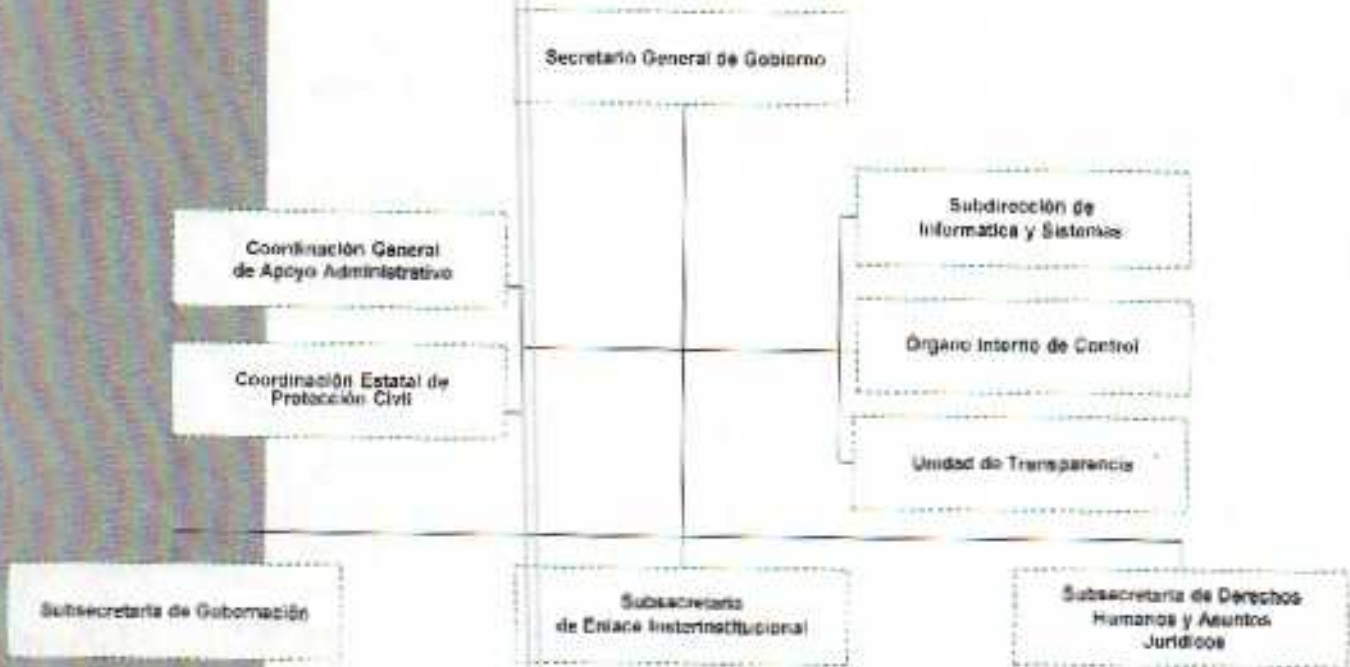 Secretario General de Gobierno
Subdirección de
Informática y Sistemas
Coordinación General
de Apoyo Administrativo
Órgano Interno de Control
Coordinación Estatal de
Protección Civil
Unidad de Transparencia
Subsecretaría de Gobernación
Subsecretaría
de Enlace Insterinstitucional
Subsecretaría de Derechos
Humanos y Asuntos
Jurídicos